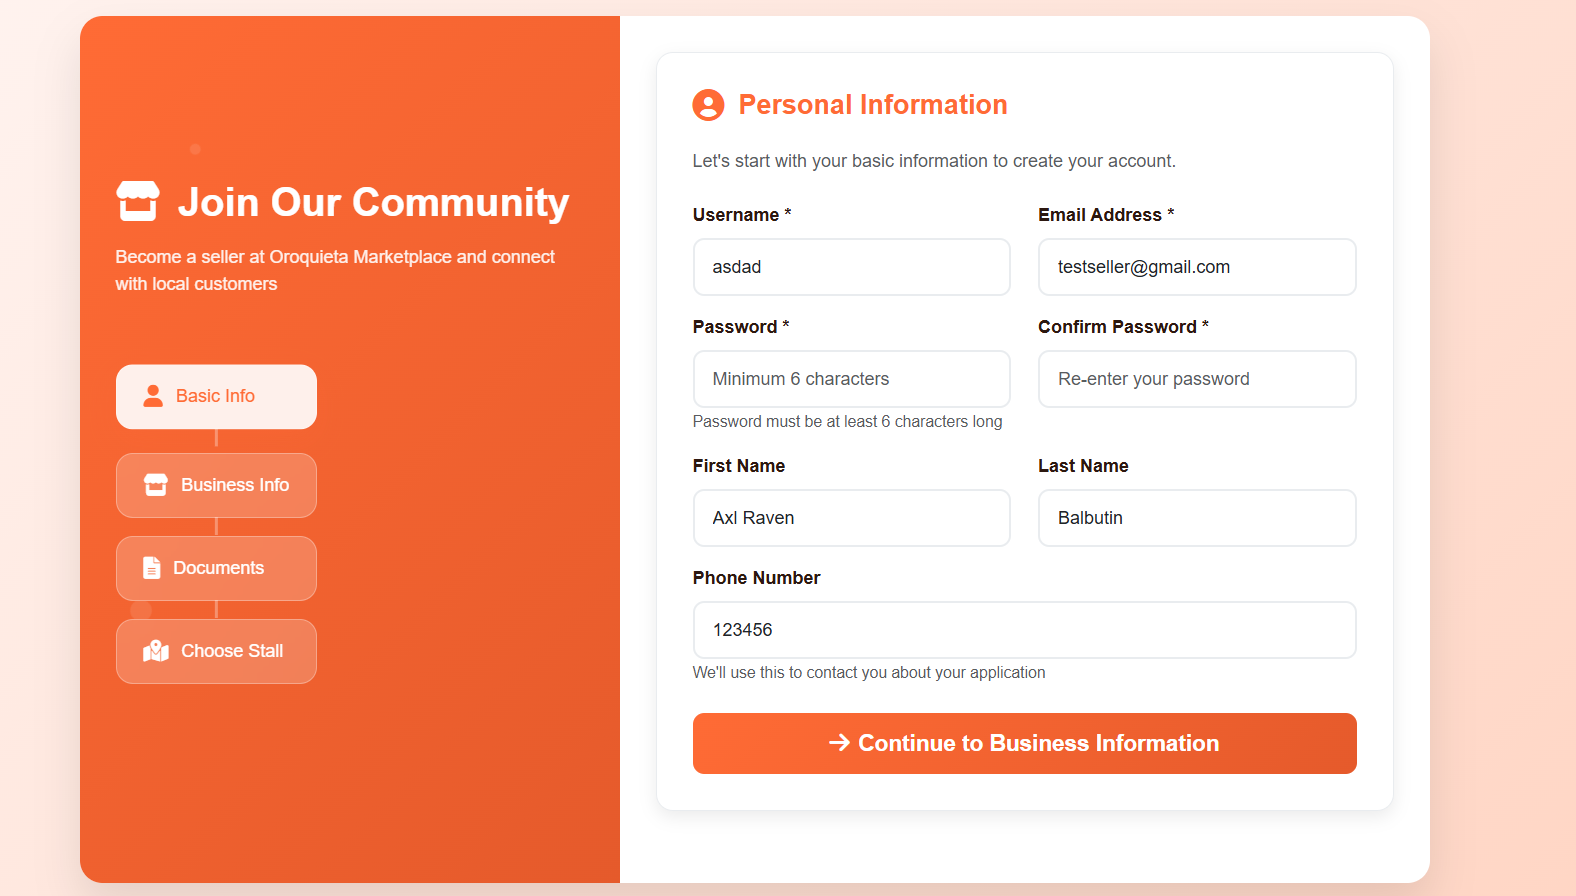 Join Our Community
Become a seller at Oroquieta Marketplace and connect
with local customers
Basic Info
Business Info
Documents
Choose Stall
Personal Information
Let's start with your basic information to create your account.
Username *
asdad
Email Address *
testseller@gmail.com
Password *
Minimum 6 characters
Password must be at least 6 characters long
Confirm Password *
Re-enter your password
First Name
Axl Raven
Last Name
Balbutin
Phone Number
123456
We'll use this to contact you about your application
Continue to Business Information